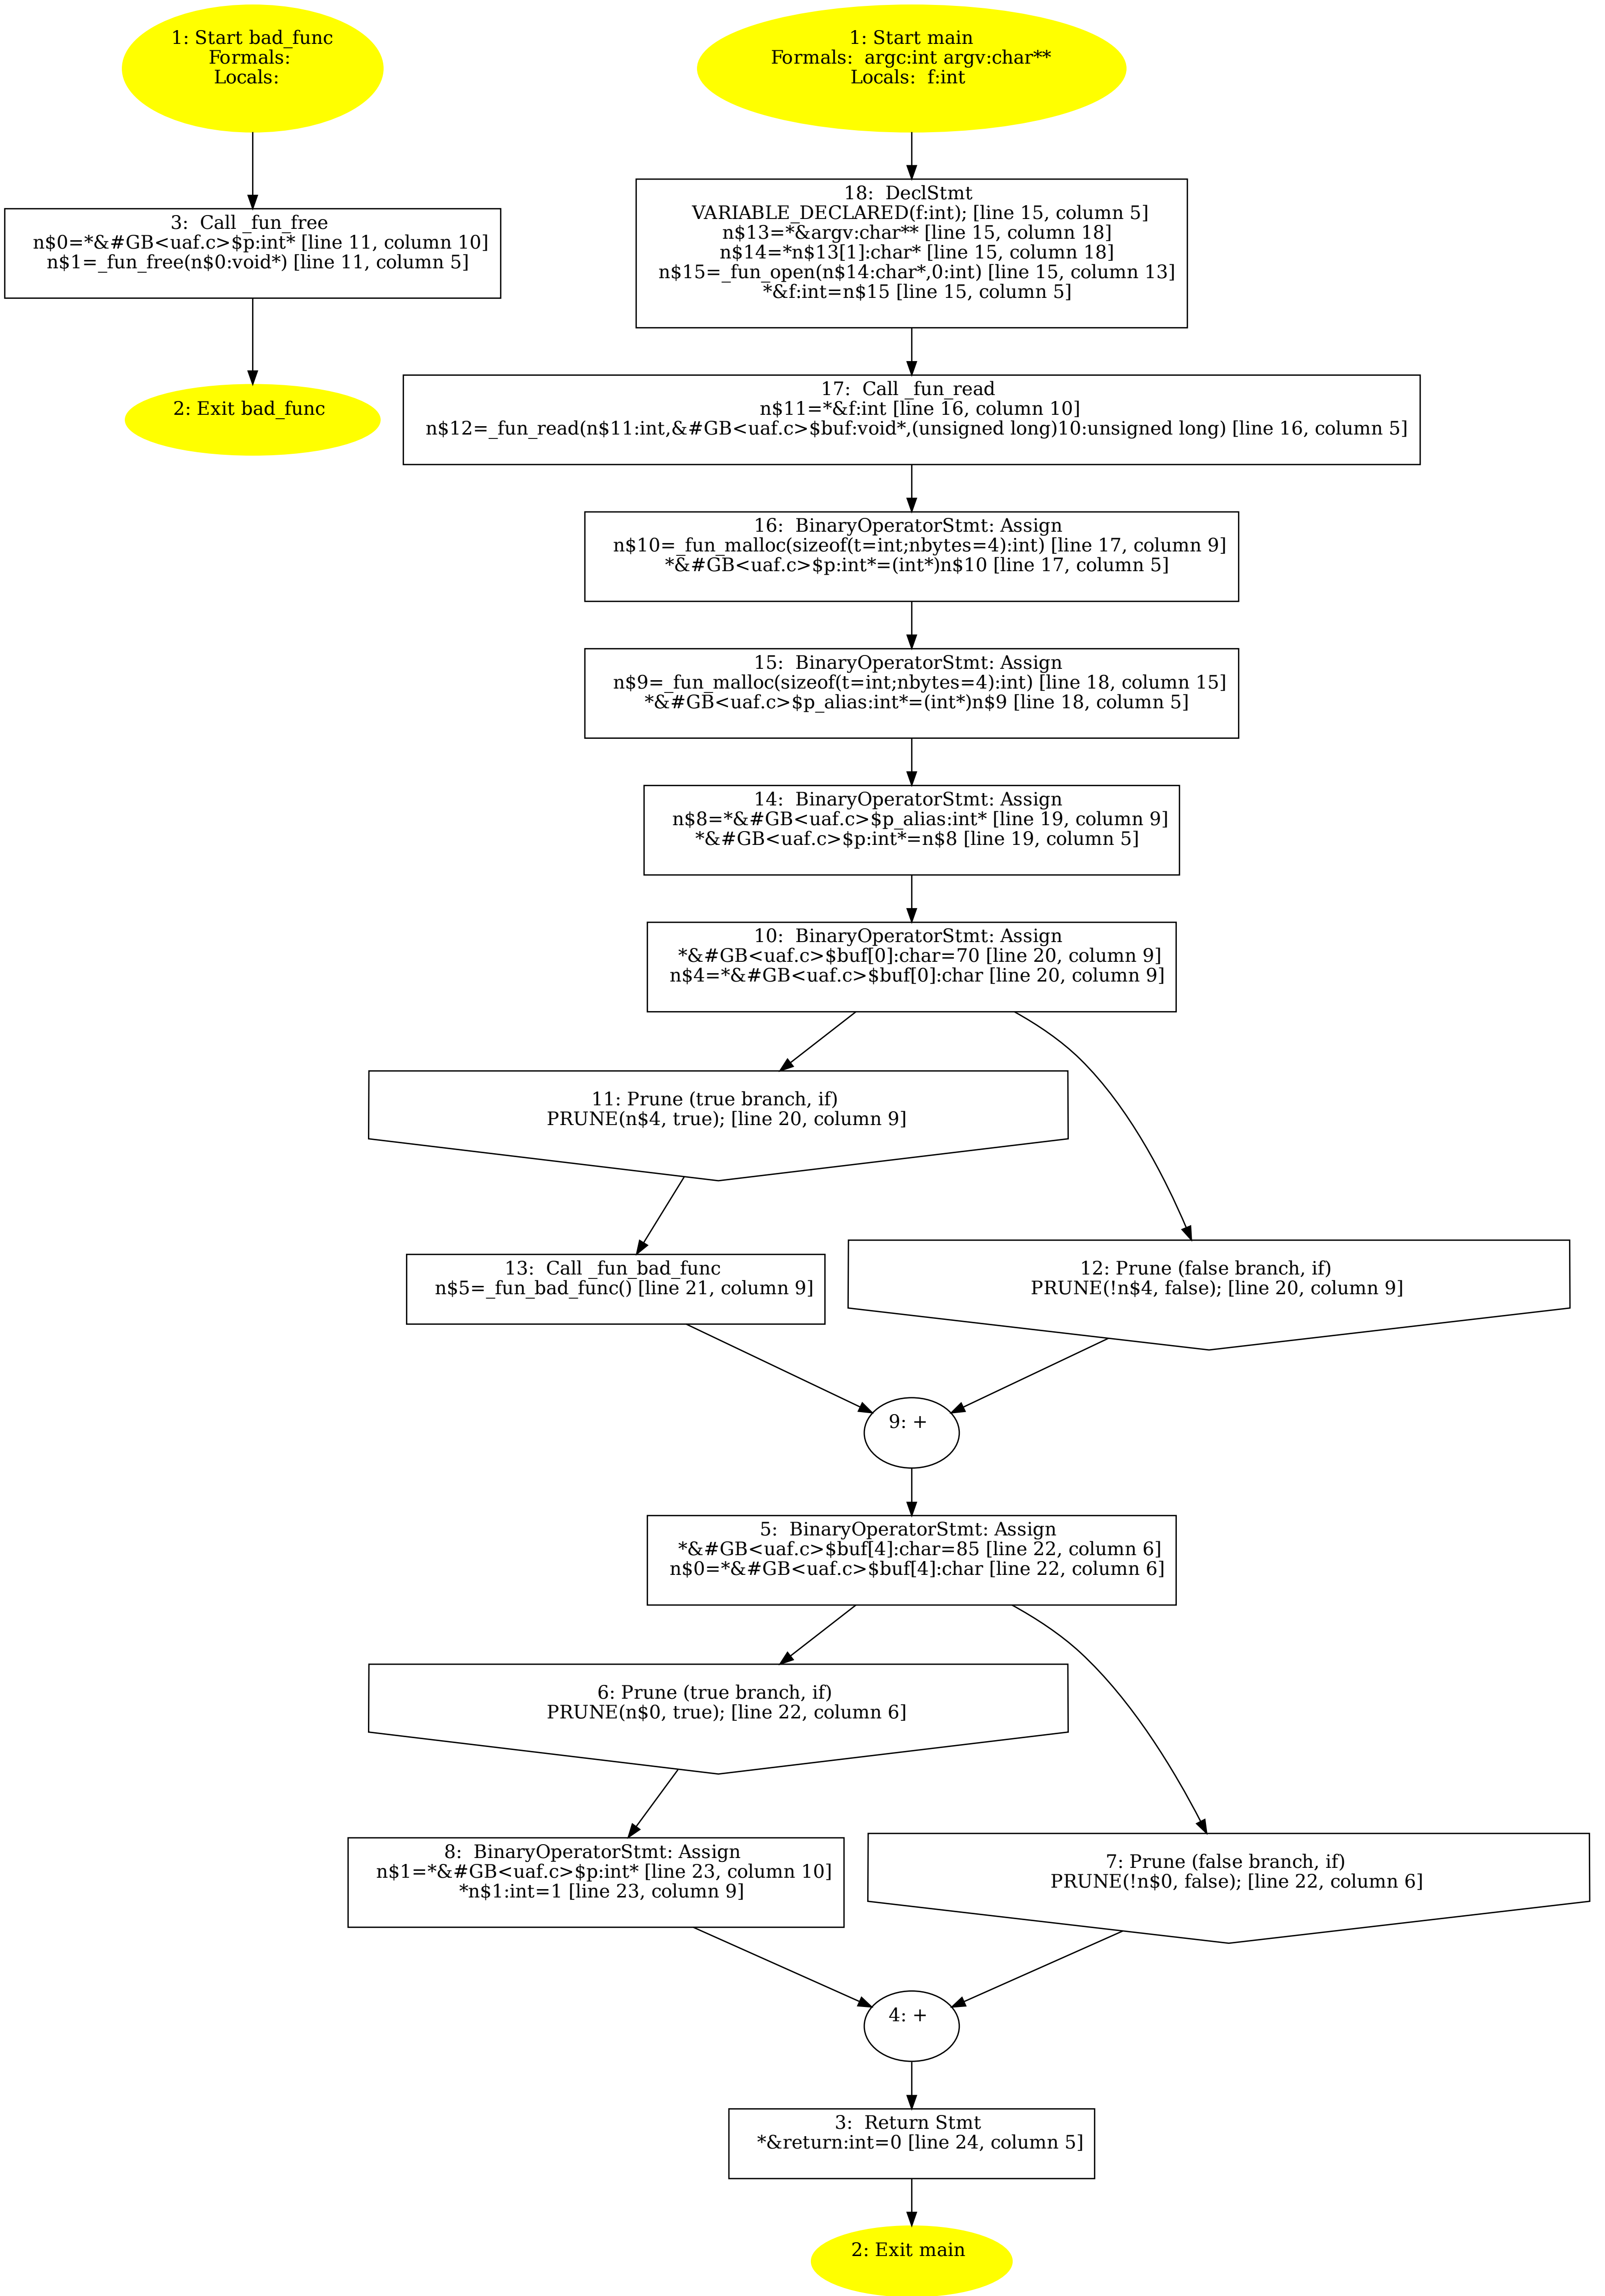 1: Start bad_func
Formals:
Locals:
3:  Call _fun_free
n$0=*&#GB<uaf.c>$p:int* [line 11, column 10]
n$1=_fun_free(n$0:void*) [line 11, column 5]
2: Exit bad_func
1: Start main
Formals:  argc:int argv:char**
Locals:  f:int
18:  DeclStmt
VARIABLE_DECLARED(f:int); [line 15, column 5]
n$13=*&argv:char** [line 15, column 18]
n$14=*n$13[1]:char* [line 15, column 18]
n$15=_fun_open(n$14:char*,0:int) [line 15, column 13]
*&f:int=n$15 [line 15, column 5]
17:  Call _fun_read
n$11=*&f:int [line 16, column 10]
n$12=_fun_read(n$11:int,&#GB<uaf.c>$buf:void*,(unsigned long)10:unsigned long) [line 16, column 5]
16:  BinaryOperatorStmt: Assign
n$10=_fun_malloc(sizeof(t=int;nbytes=4):int) [line 17, column 9]
*&#GB<uaf.c>$p:int*=(int*)n$10 [line 17, column 5]
15:  BinaryOperatorStmt: Assign
n$9=_fun_malloc(sizeof(t=int;nbytes=4):int) [line 18, column 15]
*&#GB<uaf.c>$p_alias:int*=(int*)n$9 [line 18, column 5]
14:  BinaryOperatorStmt: Assign
n$8=*&#GB<uaf.c>$p_alias:int* [line 19, column 9]
*&#GB<uaf.c>$p:int*=n$8 [line 19, column 5]
10:  BinaryOperatorStmt: Assign
*&#GB<uaf.c>$buf[0]:char=70 [line 20, column 9]
n$4=*&#GB<uaf.c>$buf[0]:char [line 20, column 9]
11: Prune (true branch, if)
PRUNE(n$4, true); [line 20, column 9]
13:  Call _fun_bad_func
n$5=_fun_bad_func() [line 21, column 9]
12: Prune (false branch, if)
PRUNE(!n$4, false); [line 20, column 9]
9: +
5:  BinaryOperatorStmt: Assign
*&#GB<uaf.c>$buf[4]:char=85 [line 22, column 6]
n$0=*&#GB<uaf.c>$buf[4]:char [line 22, column 6]
6: Prune (true branch, if)
PRUNE(n$0, true); [line 22, column 6]
8:  BinaryOperatorStmt: Assign
n$1=*&#GB<uaf.c>$p:int* [line 23, column 10]
*n$1:int=1 [line 23, column 9]
7: Prune (false branch, if)
PRUNE(!n$0, false); [line 22, column 6]
4: +
3:  Return Stmt
*&return:int=0 [line 24, column 5]
2: Exit main